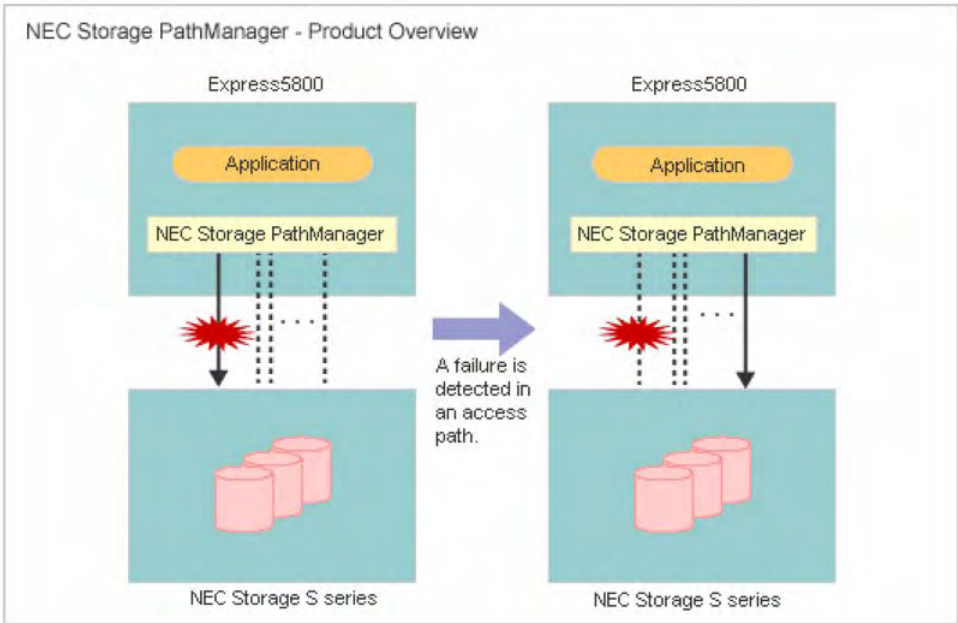 NEC Storage PathManager - Product Overview
Express5800
Application
NEC Storage PathManager
NEC Storage S series
A failure is
detected in
an access
path.
Express5800
Application
NEC Storage PathManager
NEC Storage S series